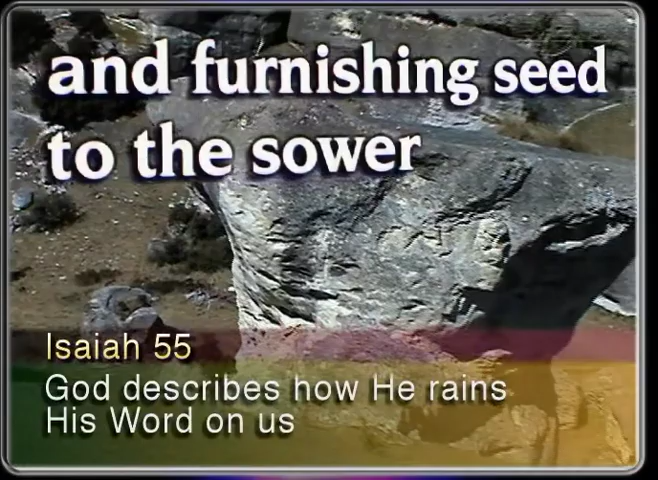 and furnishing seed
to the sower
Isaiah 55
God describes how He rains
His Word on us